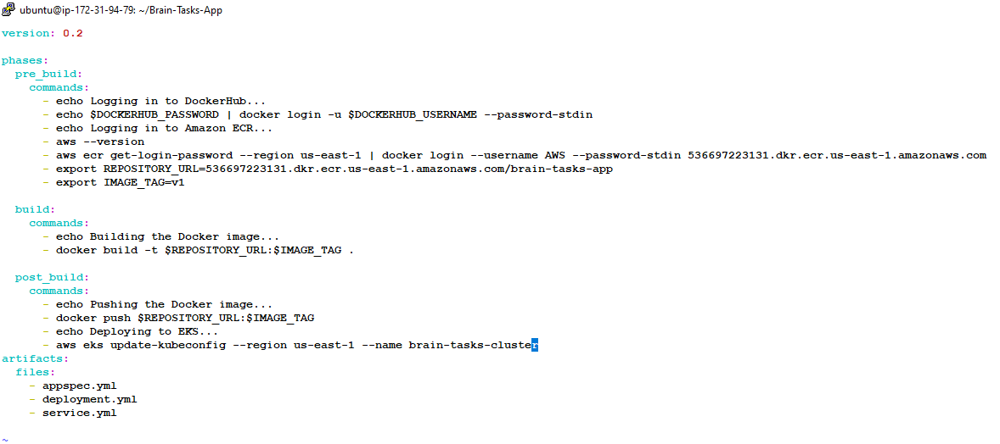 ubuntu@ip-172-31-94-79: ~/Brain-Tasks-App
version: 0.2
phases:
  pre_build:
    commands:
      - echo Logging in to DockerHub...
      - echo $DOCKERHUB_PASSWORD | docker login -u $DOCKERHUB_USERNAME --password-stdin
      - echo Logging in to Amazon ECR...
      - aws --version
      - aws ecr get-login-password --region us-east-1 | docker login --username AWS --password-stdin 536697223131.dkr.ecr.us-east-1.amazonaws.com
      - export REPOSITORY_URL=536697223131.dkr.ecr.us-east-1.amazonaws.com/brain-tasks-app
      - export IMAGE_TAG=v1
  build:
    commands:
      - echo Building the Docker image...
      - docker build -t $REPOSITORY_URL:$IMAGE_TAG .
  post_build:
    commands:
      - echo Pushing the Docker image...
      - docker push $REPOSITORY_URL:$IMAGE_TAG
      - echo Deploying to EKS...
      - aws eks update-kubeconfig --region us-east-1 --name brain-tasks-cluster
artifacts:
  files:
    - appspec.yml
    - deployment.yml
    - service.yml
~